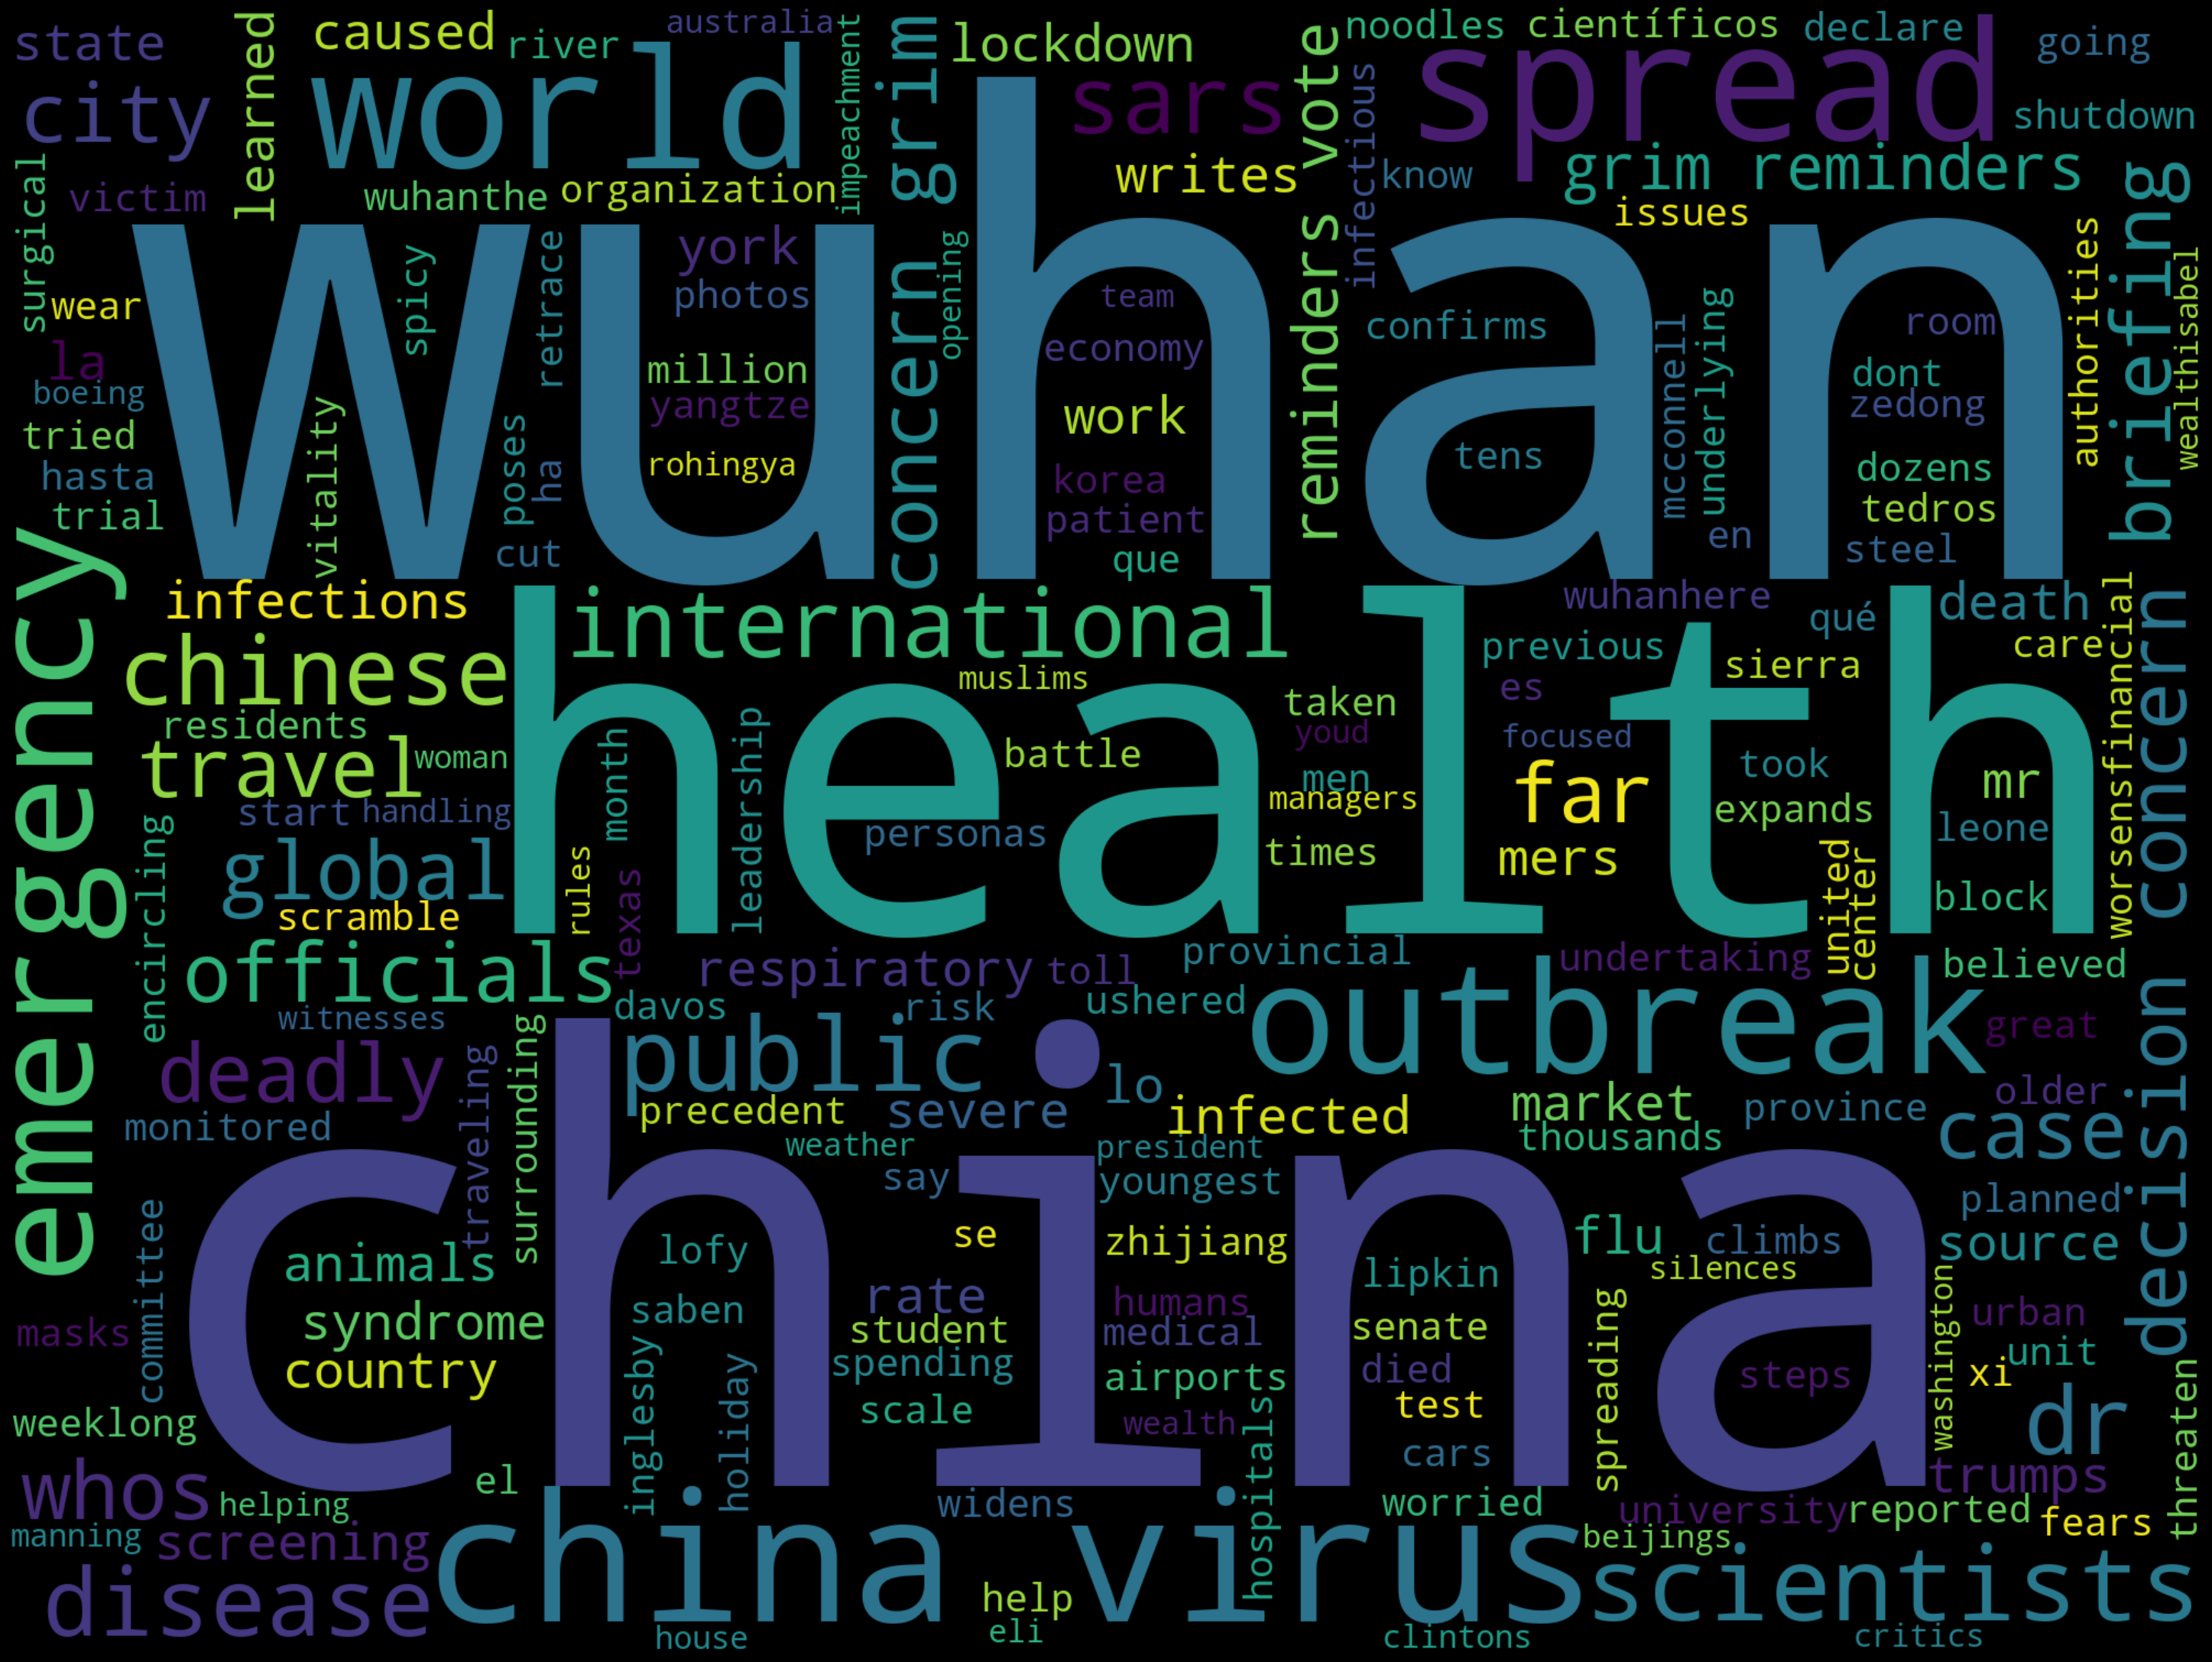 state
caused
river
australia
lockdown
noodles
científicos
declare
going
city
learned
world
impeachment
concern grim
sars
reminders vote
infectious
spread
shutdown
surgical
victim
wuhanthe
organization
writes
know
grim reminders
issues
briefing
wuhan
wear
spicy
retrace
york
photos
opening
team
confirms
room
authorities
wealthisabel
la
boeing
million
economy
mcconnell
underlying
dont
zedong
tried
vitality
yangtze
work
hasta
poses
ha
rohingya
tens
dozens
trial
korea
patient
tedros
cut
que
en
steel
emergency
infections
international
wuhanhere
qué
death
decision concern
chinese
health
muslims
previous
sierra
care
worsensfinancial
residents
es
taken
travel
woman
month
leadership
battle
youd
focused
men
took
start
handling
managers
far
expands
mr
encircling
global
rules
personas
times
mers
united
center
leone
scramble
texas
block
officials
respiratory
toll
provincial
undertaking
believed
witnesses
davos
risk
ushered
outbreak
great
deadly
traveling
surrounding
public
lo
older
monitored
precedent
severe
infected
market
province
case
weather
president
thousands
china
say
youngest
planned
committee
animals
lofy
se
zhijiang
flu
climbs
source
lipkin
silences
syndrome
saben
rate
humans
spreading
washington
urban
masks
student
medical
senate
country
inglesby
holiday
spending
airports
died
steps
xi
unit
threaten
weeklong
scale
wealth
hospitals
test
dr
cars
whos
el
trumps
helping
widens
worried
university
reported
fears
manning
screening
china virus
beijings
disease
help
scientists
house
eli
clintons
critics